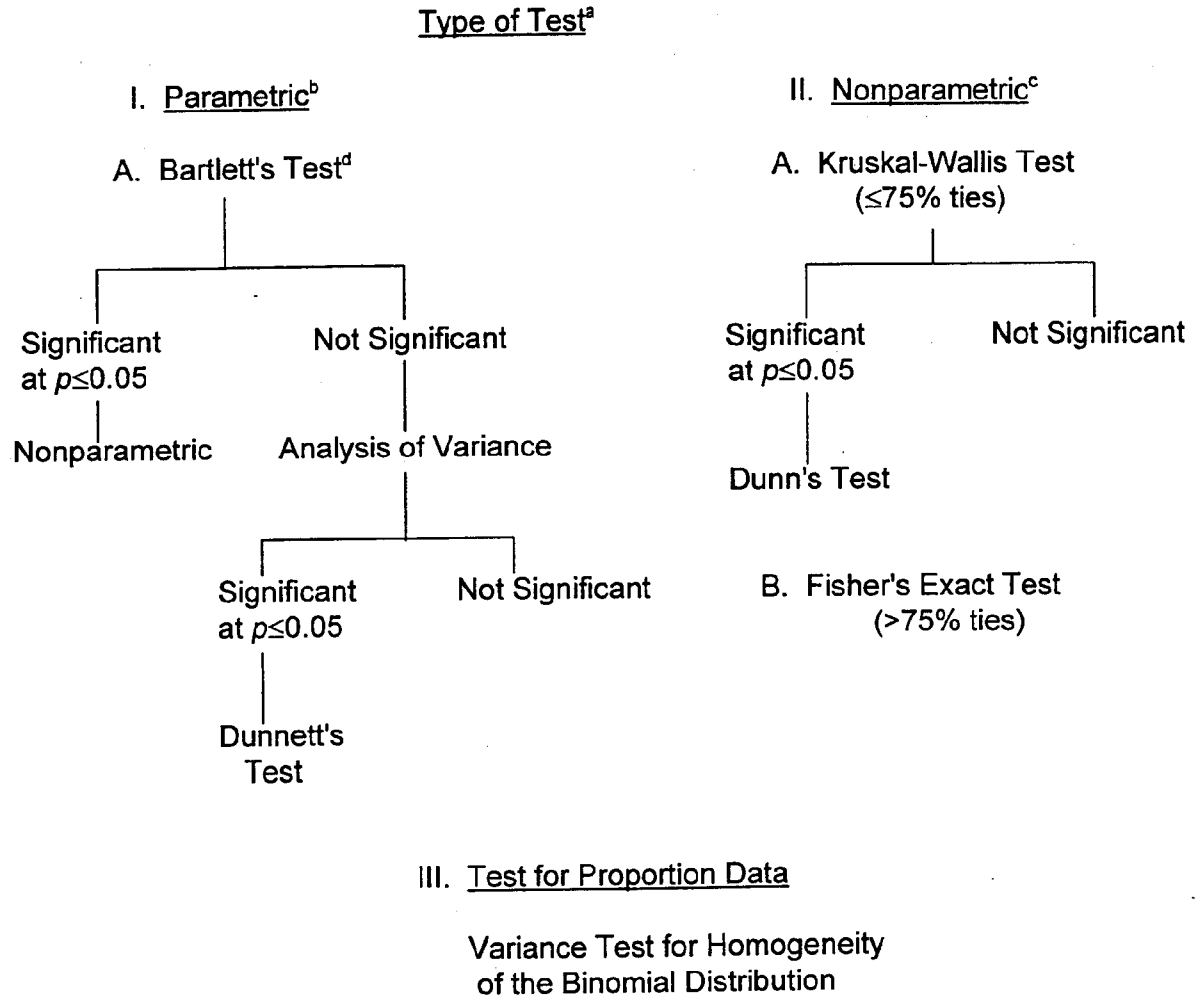 Type of Testᵃ
I. Parametricᵇ
A. Bartlett's Testᵈ
Significant
at p≤0.05
Nonparametric
Not Significant
Analysis of Variance
Significant
at p≤0.05
Dunnett's
Test
Not Significant
II. Nonparametricᶜ
A. Kruskal-Wallis Test
(≤75% ties)
Significant
at p≤0.05
Dunn's Test
Not Significant
B. Fisher's Exact Test
(>75% ties)
III. Test for Proportion Data
Variance Test for Homogeneity
of the Binomial Distribution